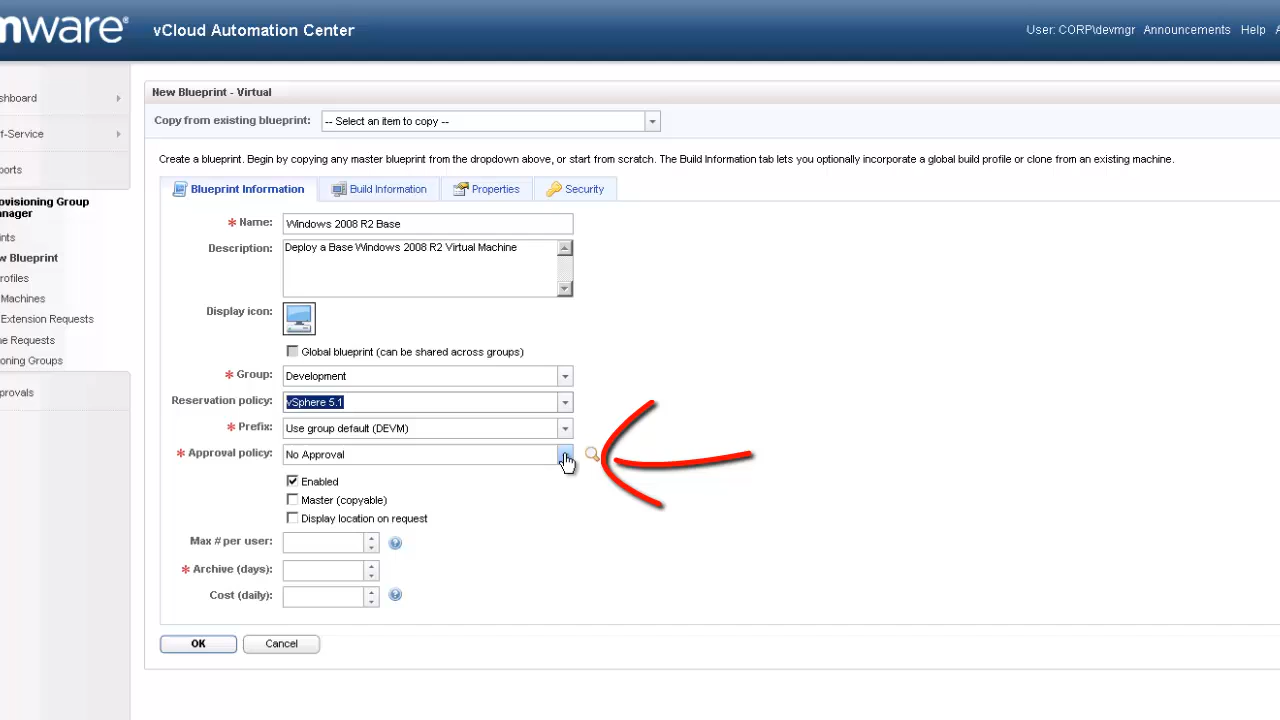 mware®
vCloud Automation Center
User: CORP\devmgr Announcements Help
New Blueprint - Virtual
Copy from existing blueprint: -- Select an item to copy --
Create a blueprint. Begin by copying any master blueprint from the dropdown above, or start from scratch. The Build Information tab lets you optionally incorporate a global build profile or clone from an existing machine.
Blueprint Information Build Information Properties Security
Name: Windows 2008 R2 Base
Description: Deploy a Base Windows 2008 R2 Virtual Machine
Display icon:
Global blueprint (can be shared across groups)
Group: Development
Reservation policy: vSphere 5.1
Prefix: Use group default (DEVM)
Approval policy: No Approval
Enabled
Master (copyable)
Display location on request
Max # per user:
Archive (days):
Cost (daily):
OK Cancel
shboard
f-Service
ports
ovisioning Group
anager
ints
w Blueprint
rofiles
Machines
Extension Requests
ne Requests
oning Groups
provals